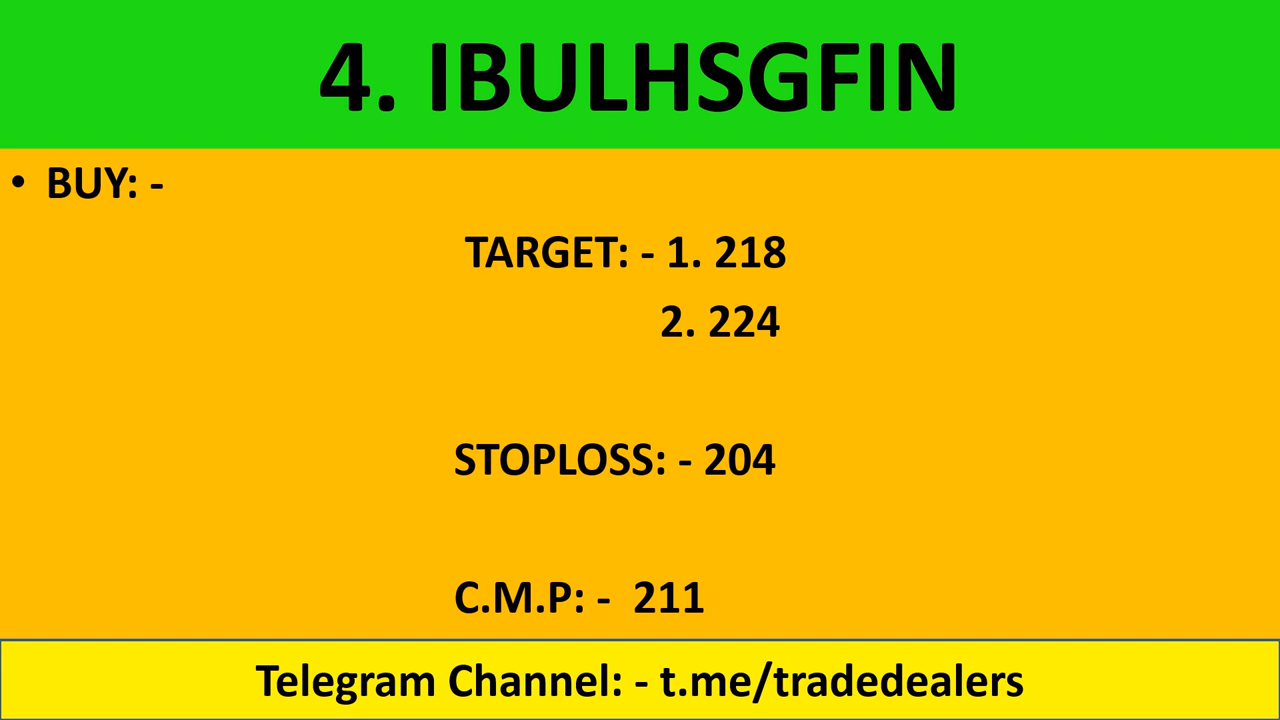 4. IBULHSGFIN
• BUY: -
TARGET: - 1. 218
2. 224
STOPLOSS: - 204
C.M.P: - 211
Telegram Channel: - t.me/tradedealers